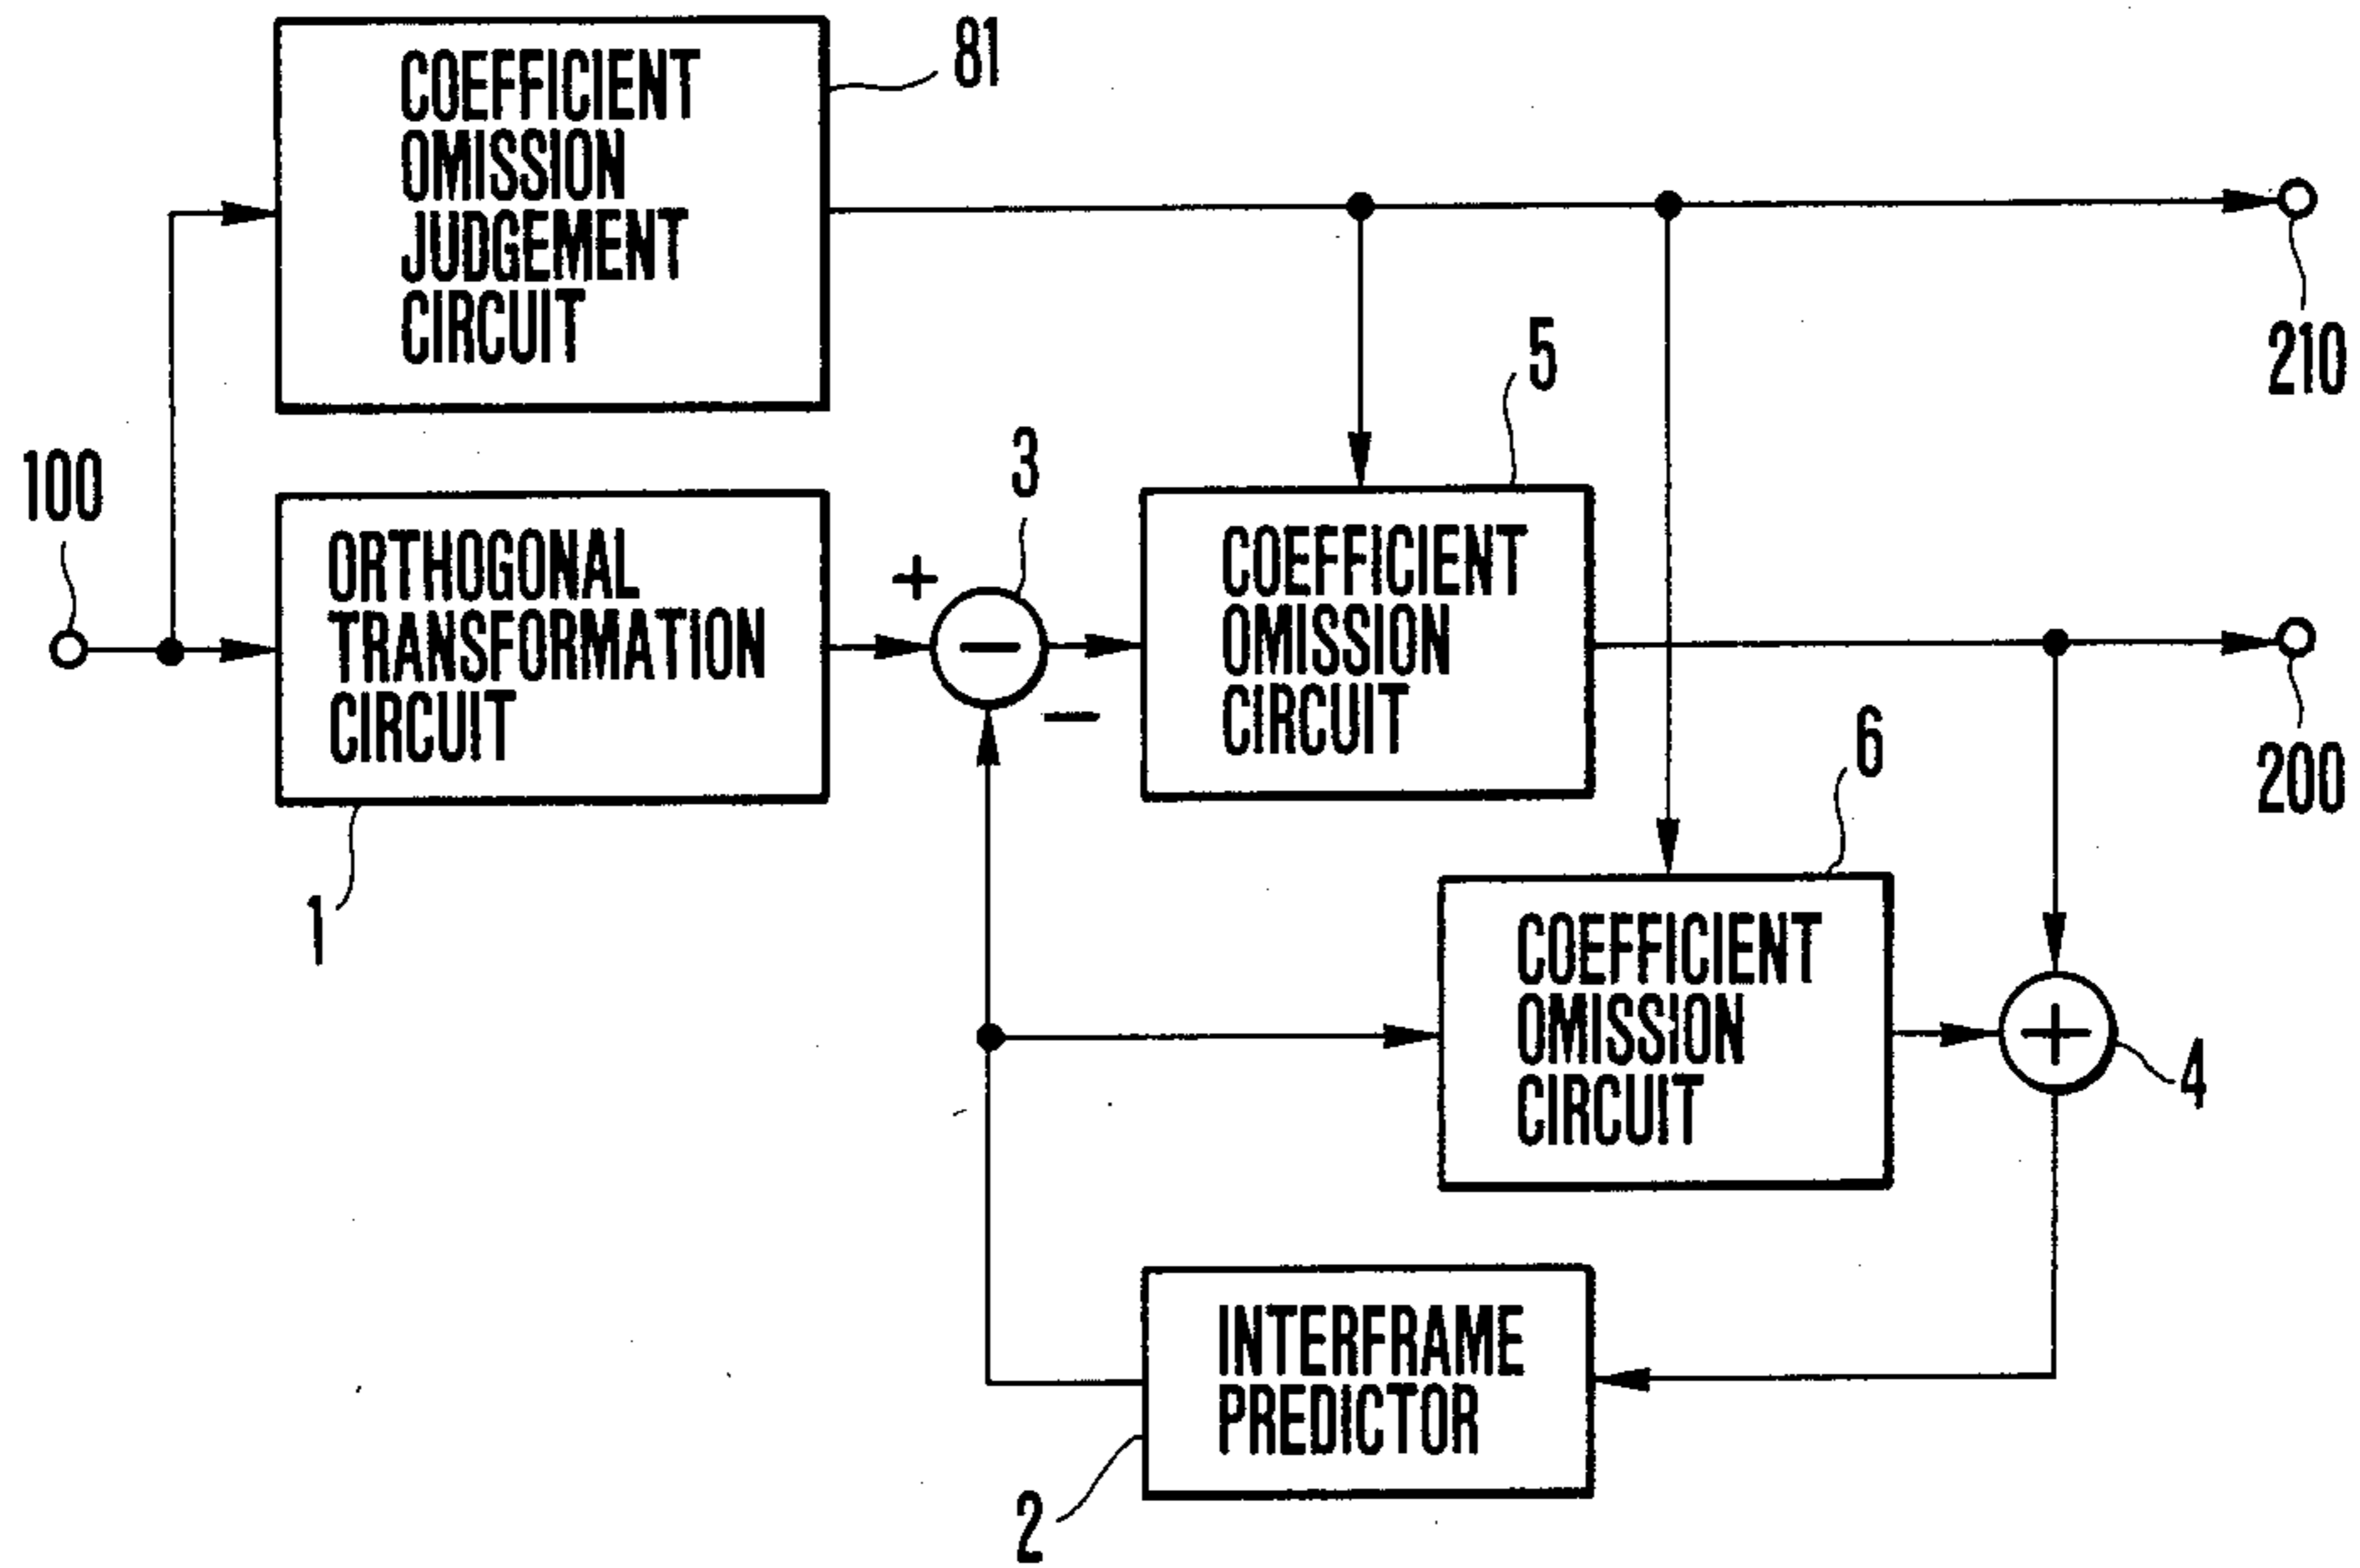 COEFFICIENT
OMISSION
JUDGEMENT
CIRCUIT
81
210
100
ORTHOGONAL
TRANSFORMATION
CIRCUIT
1
+
3
−
−
COEFFICIENT
OMISSION
CIRCUIT
5
200
COEFFICIENT
OMISSION
CIRCUIT
6
+
4
INTERFRAME
PREDICTOR
2